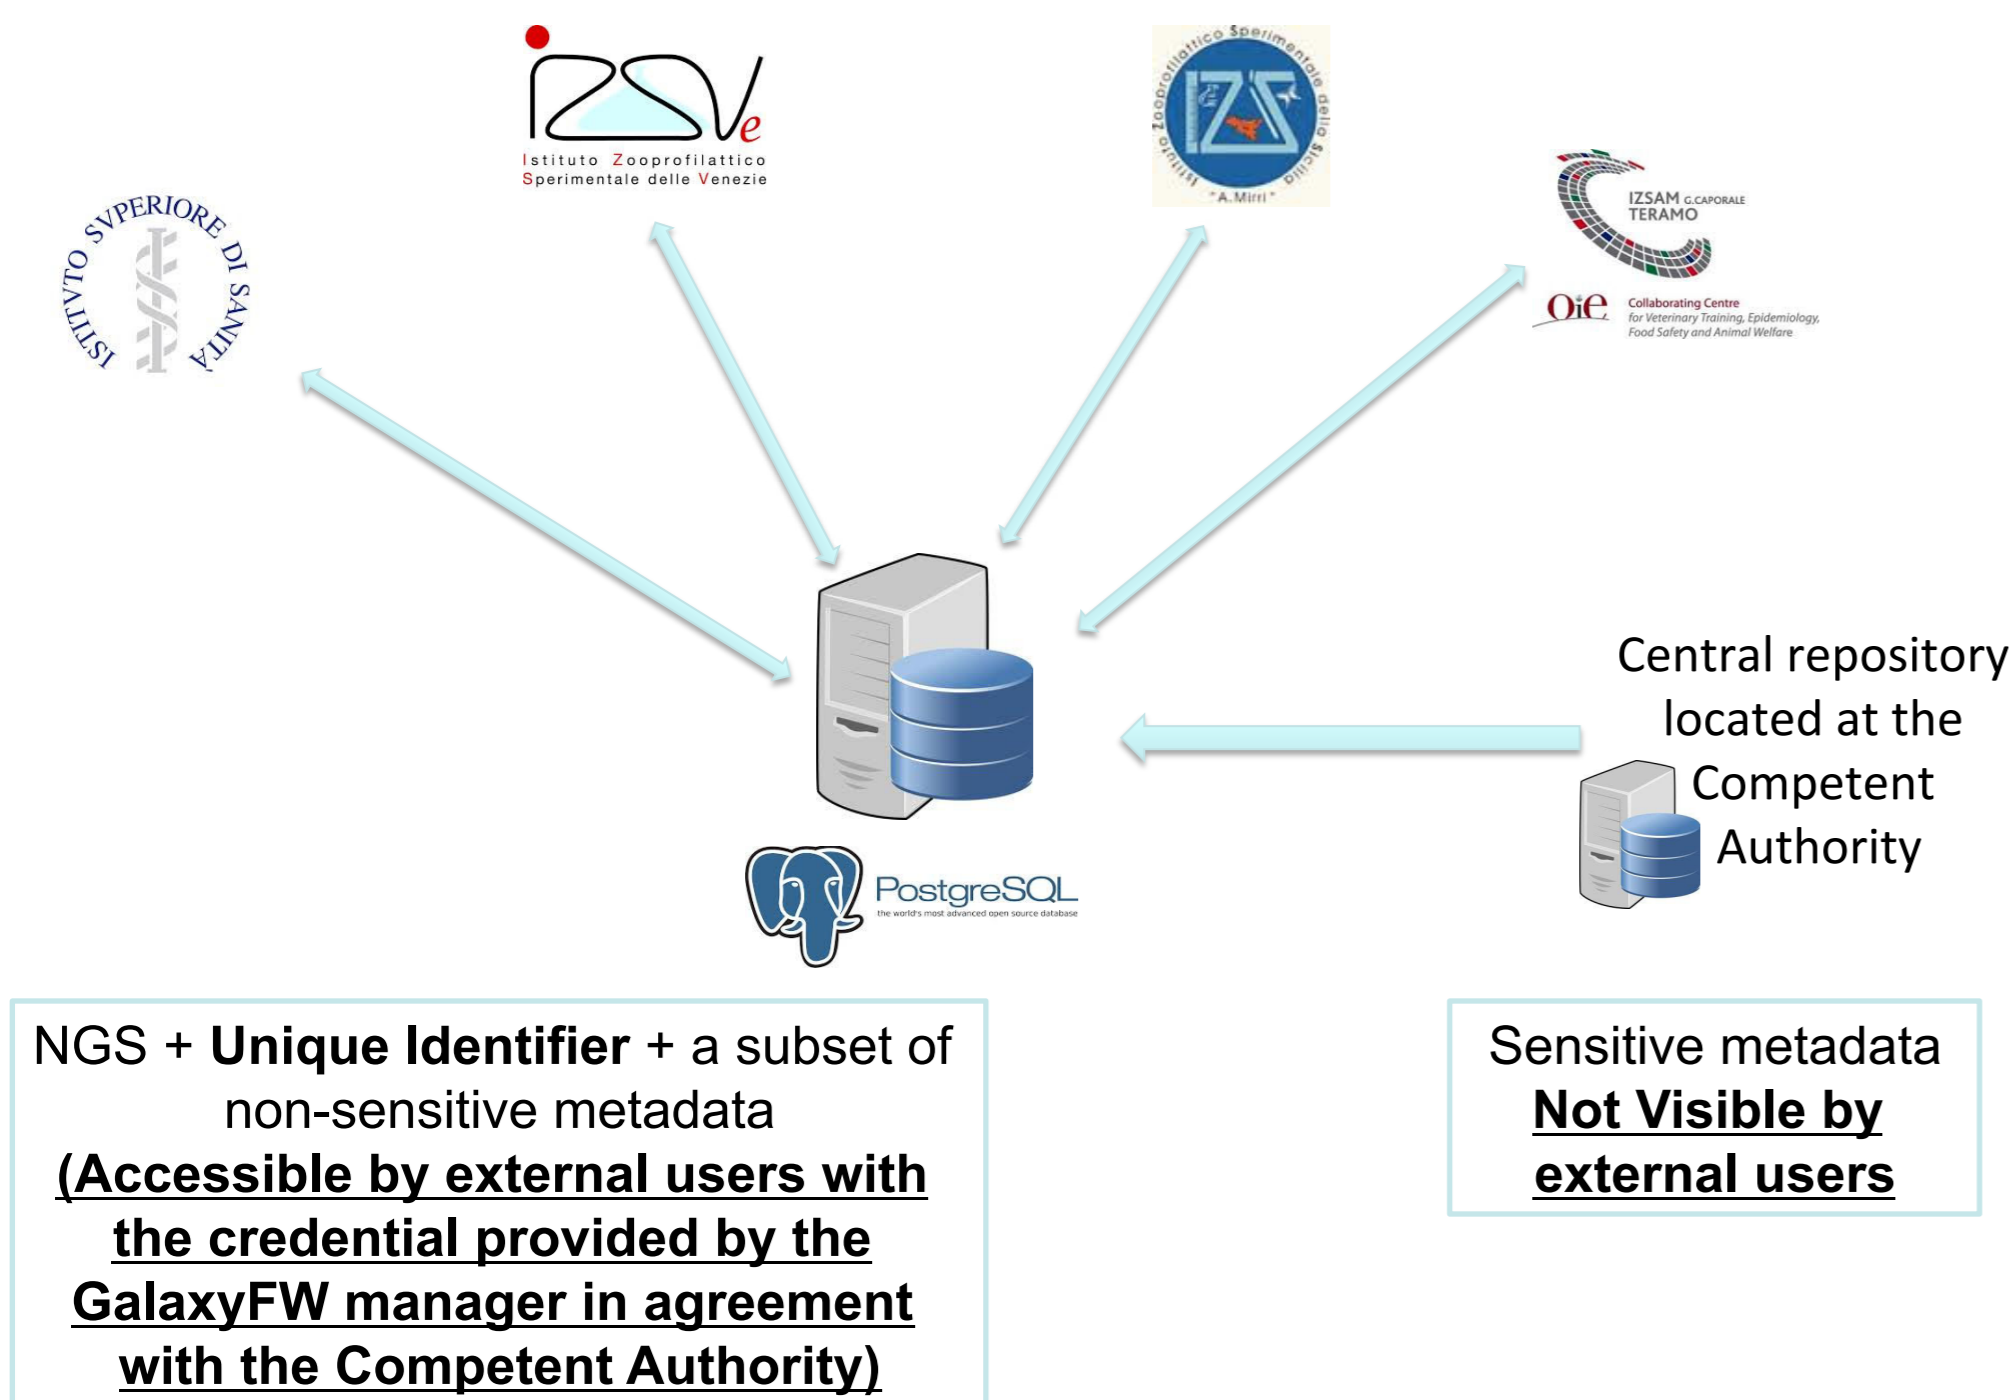 iZSVe
Istituto Zooprofilattico
Sperimentale delle Venezie
Istituto Zooprofilattico Sperimentale della Sicilia
IZS
"A.Mirri"
ISTITVTO SVPERIORE DI SANITÀ
IZSAM G.CAPORALE
TERAMO
Oie
Collaborating Centre
for Veterinary Training, Epidemiology,
Food Safety and Animal Welfare
Central repository
located at the
Competent
Authority
PostgreSQL
the world's most advanced open source database
NGS + Unique Identifier + a subset of
non-sensitive metadata
(Accessible by external users with
the credential provided by the
GalaxyFW manager in agreement
with the Competent Authority)
Sensitive metadata
Not Visible by
external users